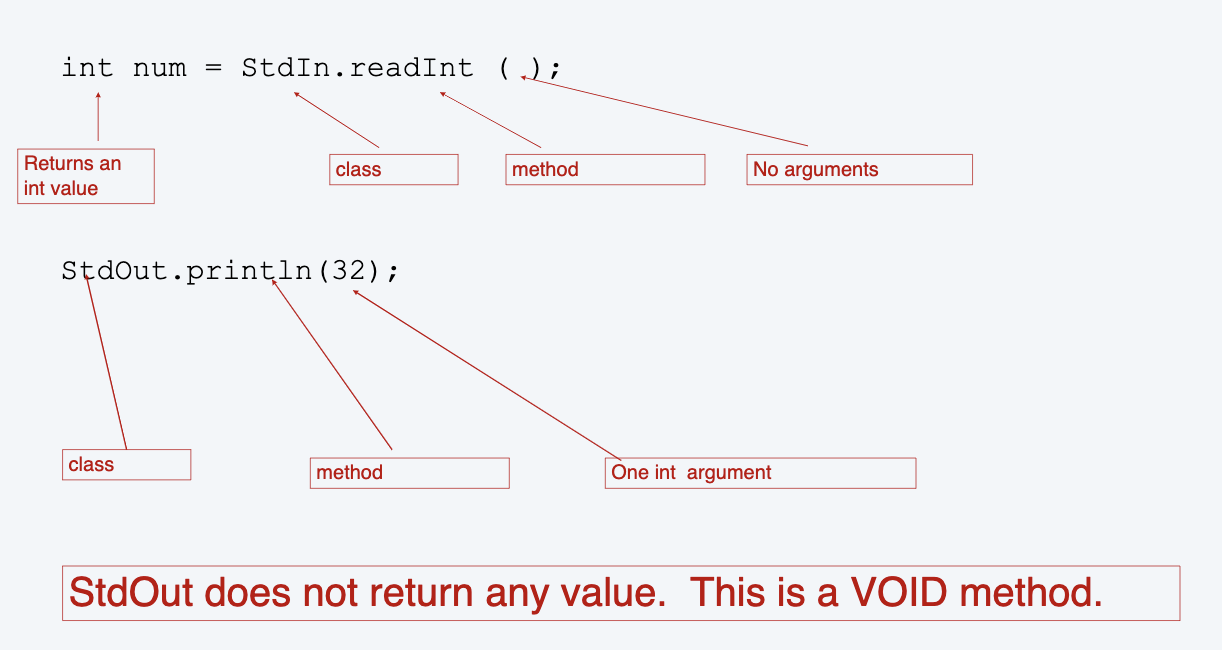 int num = StdIn.readInt ( );
Returns an
int value
class
method
No arguments
StdOut.println(32);
class
method
One int  argument
StdOut does not return any value.  This is a VOID method.